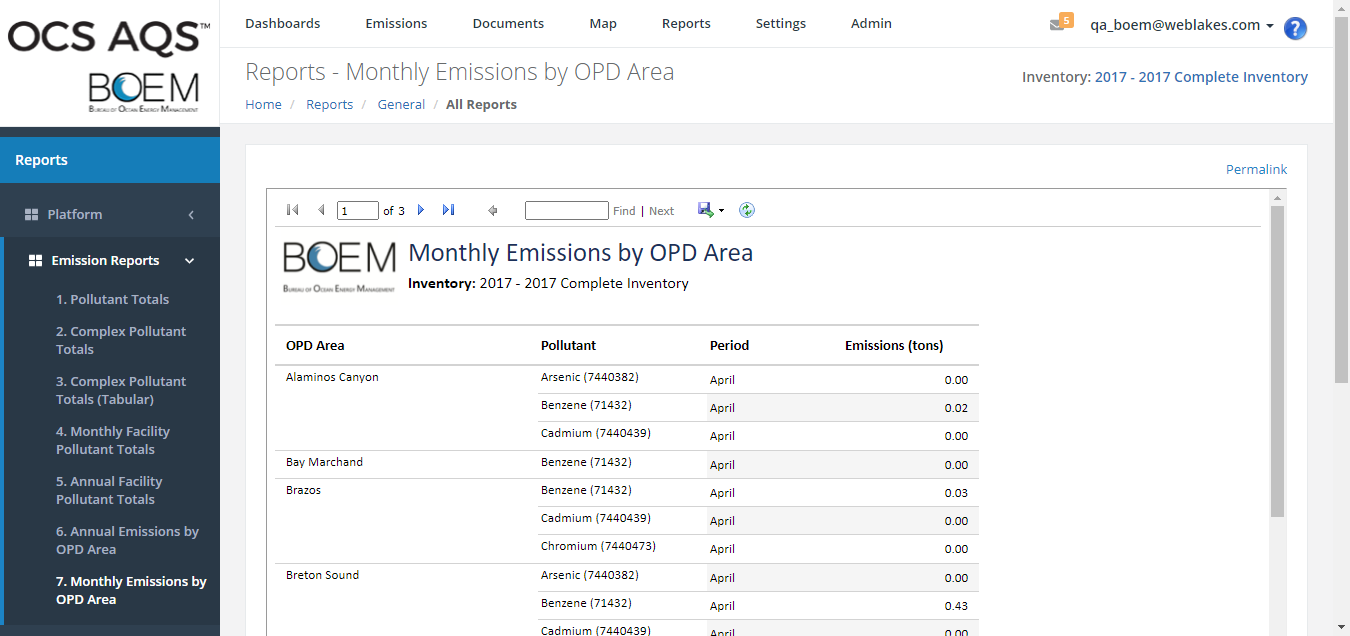 OCS AQS™
BOEM
BUREAU OF OCEAN ENERGY MANAGEMENT
Dashboards Emissions Documents Map Reports Settings Admin
5 qa_boem@weblakes.com ?
Reports - Monthly Emissions by OPD Area
Inventory: 2017 - 2017 Complete Inventory
Home / Reports / General / All Reports
Reports
Platform
Emission Reports
1. Pollutant Totals
2. Complex Pollutant
Totals
3. Complex Pollutant
Totals (Tabular)
4. Monthly Facility
Pollutant Totals
5. Annual Facility
Pollutant Totals
6. Annual Emissions by
OPD Area
7. Monthly Emissions by
OPD Area
Permalink
1 of 3 Find | Next
BOEM
BUREAU OF OCEAN ENERGY MANAGEMENT
Monthly Emissions by OPD Area
Inventory: 2017 - 2017 Complete Inventory
OPD Area Pollutant Period Emissions (tons)
Alaminos Canyon Arsenic (7440382) April 0.00
Benzene (71432) April 0.02
Cadmium (7440439) April 0.00
Bay Marchand Benzene (71432) April 0.00
Brazos Benzene (71432) April 0.03
Cadmium (7440439) April 0.00
Chromium (7440473) April 0.00
Breton Sound Arsenic (7440382) April 0.00
Benzene (71432) April 0.43
Cadmium (7440439) April 0.00